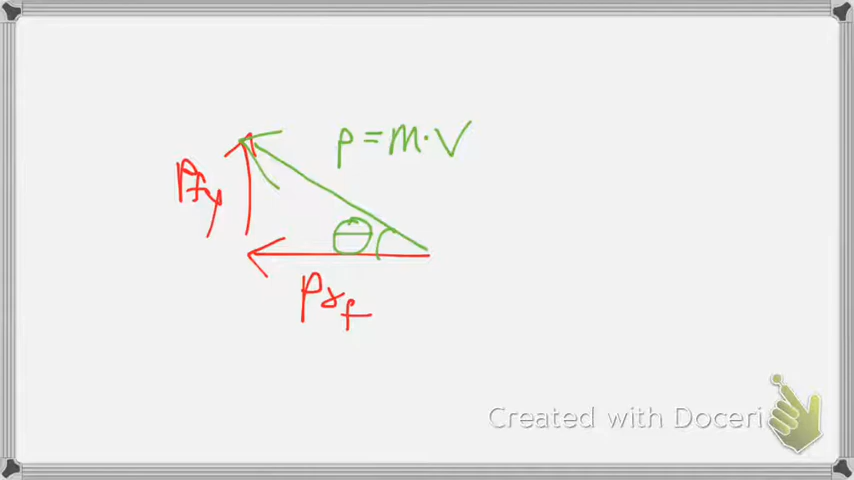 p = m · V
Pfy
θ
Pxf
Created with Doceri